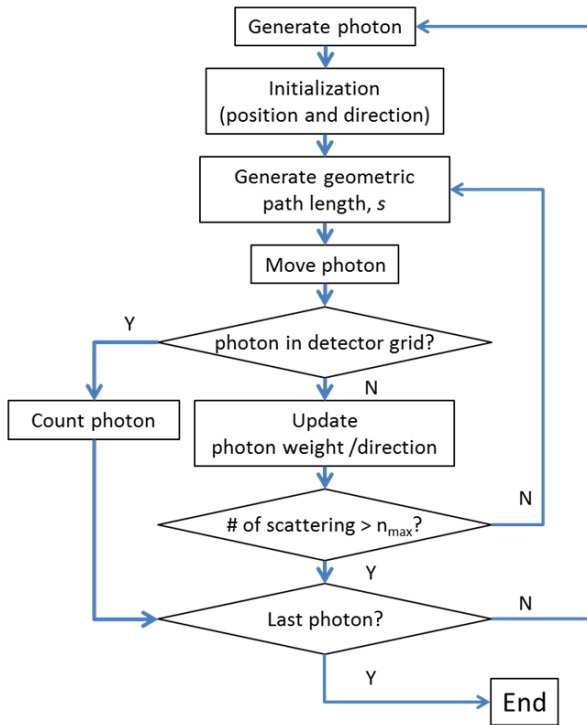 Generate photon
Initialization
(position and direction)
Generate geometric
path length, s
Move photon
Y
photon in detector grid?
N
Count photon
Update
photon weight /direction
N
# of scattering > nmax?
Y
N
Last photon?
Y
End